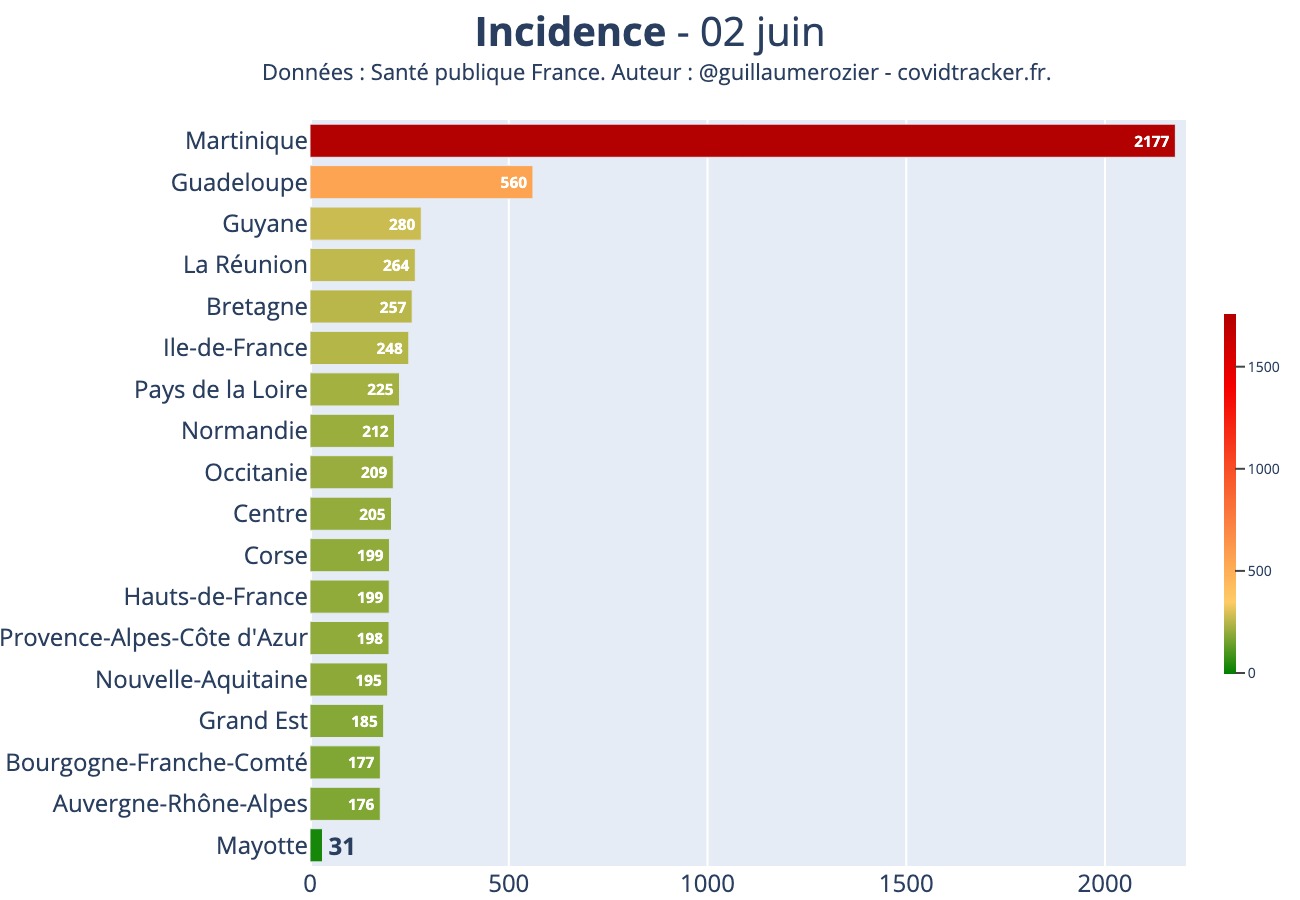 Incidence - 02 juin
Données : Santé publique France. Auteur : @guillaumerozier - covidtracker.fr.
Martinique 2177
Guadeloupe 560
Guyane 280
La Réunion 264
Bretagne 257
Ile-de-France 248
Pays de la Loire 225
Normandie 212
Occitanie 209
Centre 205
Corse 199
Hauts-de-France 199
Provence-Alpes-Côte d'Azur 198
Nouvelle-Aquitaine 195
Grand Est 185
Bourgogne-Franche-Comté 177
Auvergne-Rhône-Alpes 176
Mayotte 31
0 500 1000 1500 2000
1500
1000
500
0